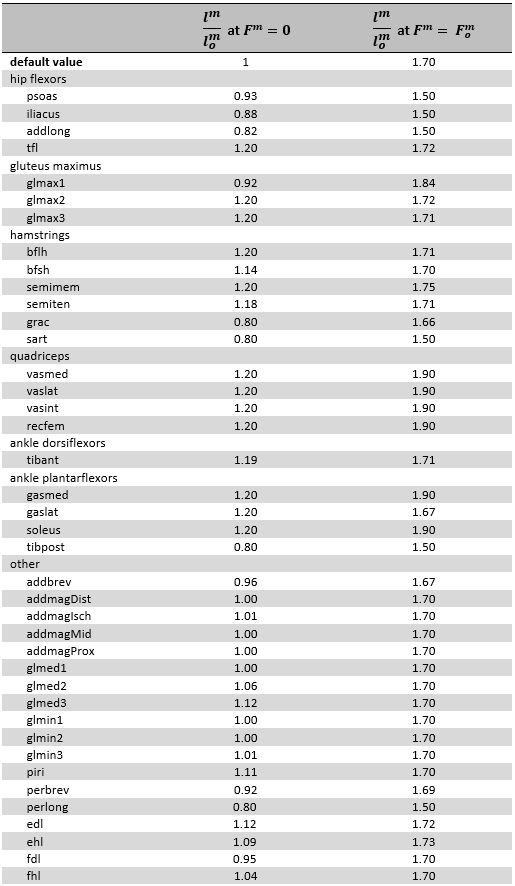 l^m / l_o^m at F^m = 0 l^m / l_o^m at F^m = F_o^m
default value 1 1.70
hip flexors
psoas 0.93 1.50
iliacus 0.88 1.50
addlong 0.82 1.50
tfl 1.20 1.72
gluteus maximus
glmax1 0.92 1.84
glmax2 1.20 1.72
glmax3 1.20 1.71
hamstrings
bflh 1.20 1.71
bfsh 1.14 1.70
semimem 1.20 1.75
semiten 1.18 1.71
grac 0.80 1.66
sart 0.80 1.50
quadriceps
vasmed 1.20 1.90
vaslat 1.20 1.90
vasint 1.20 1.90
recfem 1.20 1.90
ankle dorsiflexors
tibant 1.19 1.71
ankle plantarflexors
gasmed 1.20 1.90
gaslat 1.20 1.67
soleus 1.20 1.90
tibpost 0.80 1.50
other
addbrev 0.96 1.67
addmagDist 1.00 1.70
addmagIsch 1.01 1.70
addmagMid 1.00 1.70
addmagProx 1.00 1.70
glmed1 1.00 1.70
glmed2 1.06 1.70
glmed3 1.12 1.70
glmin1 1.00 1.70
glmin2 1.00 1.70
glmin3 1.01 1.70
piri 1.11 1.70
perbrev 0.92 1.69
perlong 0.80 1.50
edl 1.12 1.72
ehl 1.09 1.73
fdl 0.95 1.70
fhl 1.04 1.70